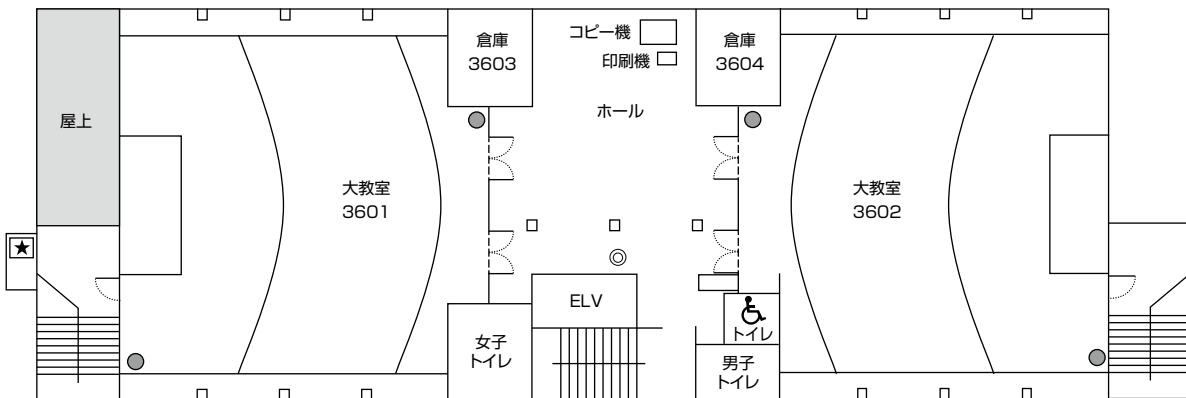 屋上
大教室
3601
倉庫
3603
コピー機
印刷機
ホール
倉庫
3604
大教室
3602
女子
トイレ
ELV
トイレ
男子
トイレ